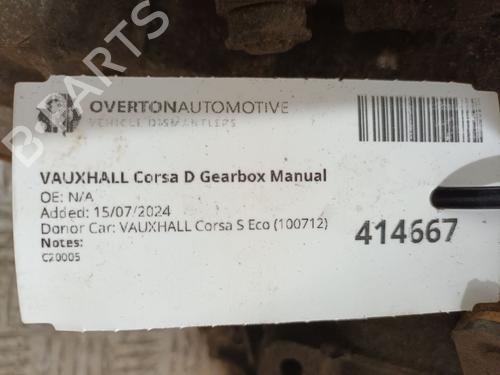 B-PARTS
OVERTONAUTOMOTIVE
VEHICLE DISMANTLERS
VAUXHALL Corsa D Gearbox Manual
OE: N/A
Added: 15/07/2024
Donor Car: VAUXHALL Corsa S Eco (100712)
Notes:
C20005
414667